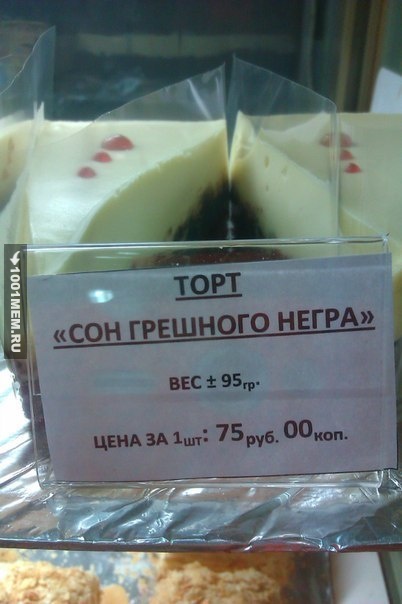 ТОРТ
«СОН ГРЕШНОГО НЕГРА»
ВЕС ± 95гр.
ЦЕНА ЗА 1шт: 75руб. 00коп.
1001MEM.RU